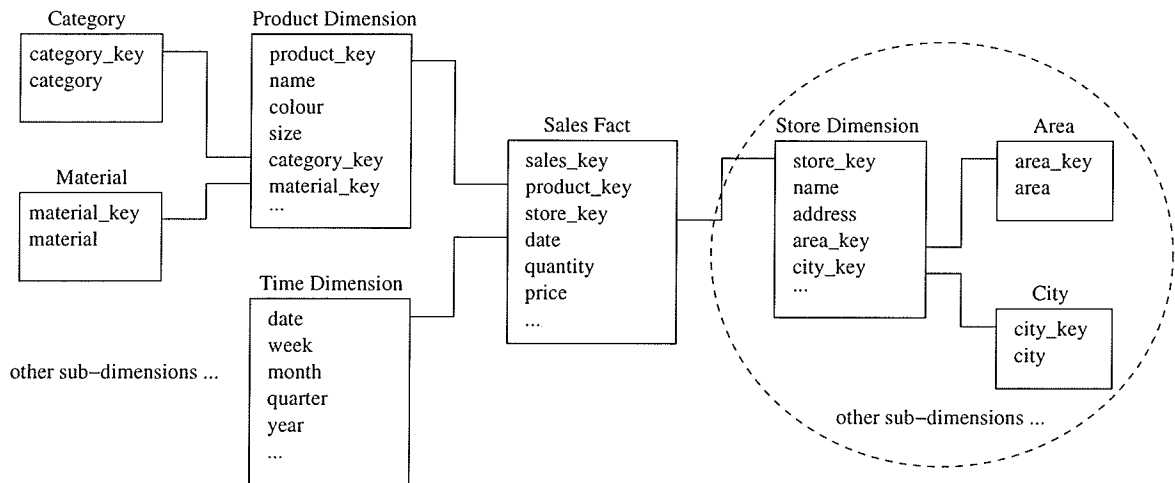 Category
category_key
category
Material
material_key
material
Product Dimension
product_key
name
colour
size
category_key
material_key
...
Time Dimension
date
week
month
quarter
year
...
other sub-dimensions ...
Sales Fact
sales_key
product_key
store_key
date
quantity
price
...
Store Dimension
store_key
name
address
area_key
city_key
...
Area
area_key
area
City
city_key
city
other sub-dimensions ...